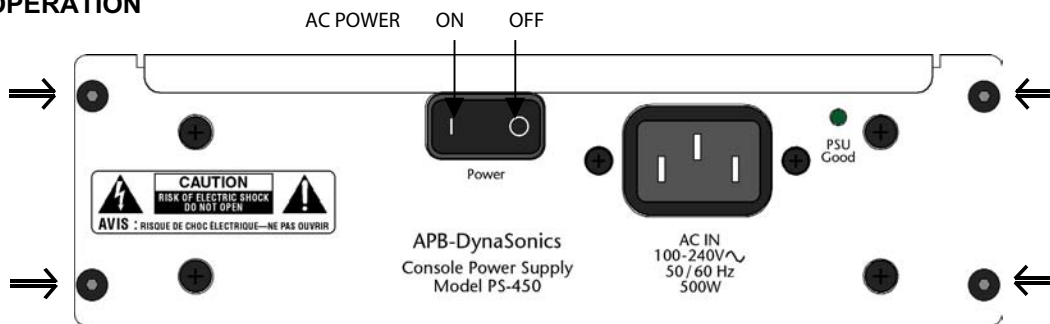 OPERATION
AC POWER ON OFF
I O
Power
PSU
Good
CAUTION
RISK OF ELECTRIC SHOCK
DO NOT OPEN
AVIS : RISQUE DE CHOC ÉLECTRIQUE—NE PAS OUVRIR
APB-DynaSonics
Console Power Supply
Model PS-450
AC IN
100-240V∿
50/60 Hz
500W